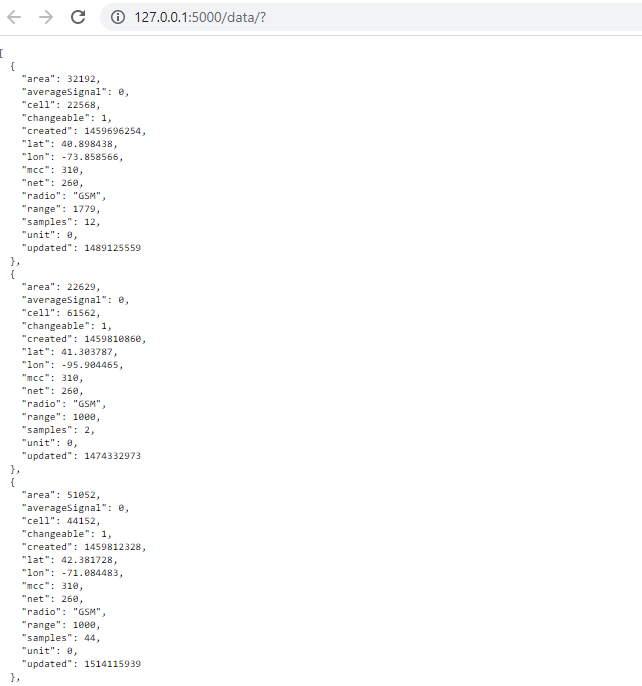 127.0.0.1:5000/data/?
[
{
"area": 32192,
"averageSignal": 0,
"cell": 22568,
"changeable": 1,
"created": 1459696254,
"lat": 40.898438,
"lon": -73.858566,
"mcc": 310,
"net": 260,
"radio": "GSM",
"range": 1779,
"samples": 12,
"unit": 0,
"updated": 1489125559
},
{
"area": 22629,
"averageSignal": 0,
"cell": 61562,
"changeable": 1,
"created": 1459810860,
"lat": 41.303787,
"lon": -95.904465,
"mcc": 310,
"net": 260,
"radio": "GSM",
"range": 1000,
"samples": 2,
"unit": 0,
"updated": 1474332973
},
{
"area": 51052,
"averageSignal": 0,
"cell": 44152,
"changeable": 1,
"created": 1459812328,
"lat": 42.381728,
"lon": -71.084483,
"mcc": 310,
"net": 260,
"radio": "GSM",
"range": 1000,
"samples": 44,
"unit": 0,
"updated": 1514115939
},